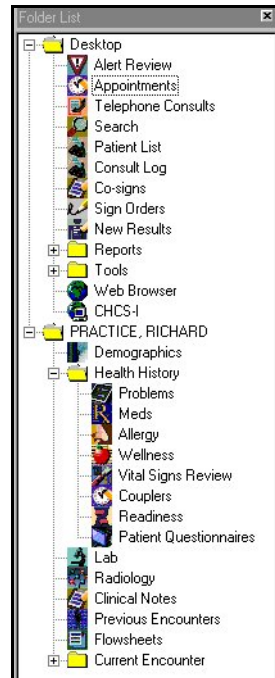 Folder List
Desktop
Alert Review
Appointments
Telephone Consults
Search
Patient List
Consult Log
Co-signs
Sign Orders
New Results
Reports
Tools
Web Browser
CHCS-I
PRACTICE, RICHARD
Demographics
Health History
Problems
Meds
Allergy
Wellness
Vital Signs Review
Couplers
Readiness
Patient Questionnaires
Lab
Radiology
Clinical Notes
Previous Encounters
Flowsheets
Current Encounter